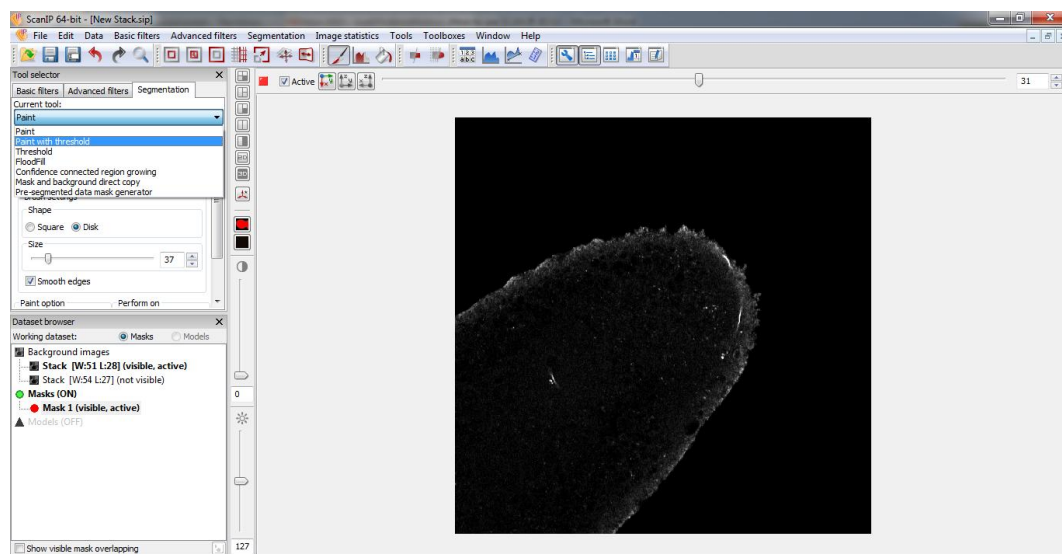 ScanIP 64-bit - [New Stack.sip]
File Edit Data Basic filters Advanced filters Segmentation Image statistics Tools Toolboxes Window Help
Tool selector
Basic filters Advanced filters Segmentation
Active
31
Current tool:
Paint
Paint
Paint with threshold
Threshold
FloodFill
Confidence connected region growing
Mask and background direct copy
Pre-segmented data mask generator
Brush settings
Shape
Square Disk
Size
37
Smooth edges
Paint option Perform on
Dataset browser
Working dataset: Masks Models
Background images
Stack [W:51 L:28] (visible, active)
Stack [W:54 L:27] (not visible)
Masks (ON)
Mask 1 (visible, active)
Models (OFF)
Show visible mask overlapping
2D
3D
0
127